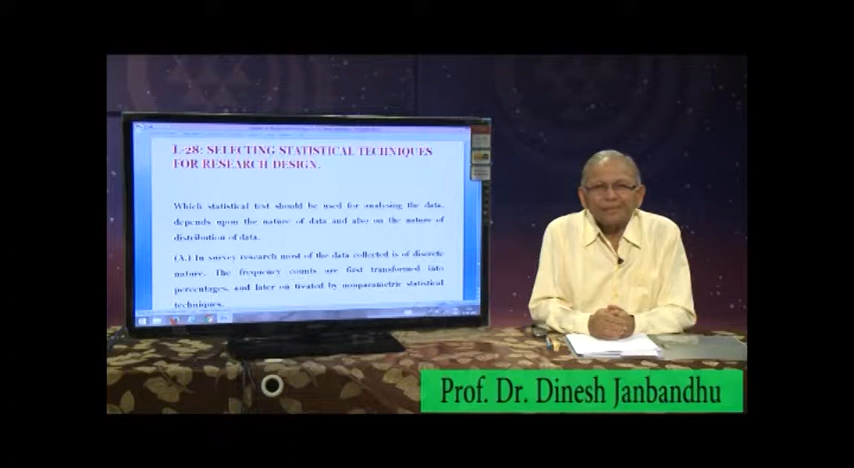 L-28: SELECTING STATISTICAL TECHNIQUES
FOR RESEARCH DESIGN.
Which statistical test should be used for analysing the data,
depends upon the nature of data and also on the nature of
distribution of data.
(A.) In survey research most of the data collected is of discrete
nature. The frequency counts are first transformed into
percentages, and later on treated by nonparametric statistical
techniques.
Prof. Dr. Dinesh Janbandhu